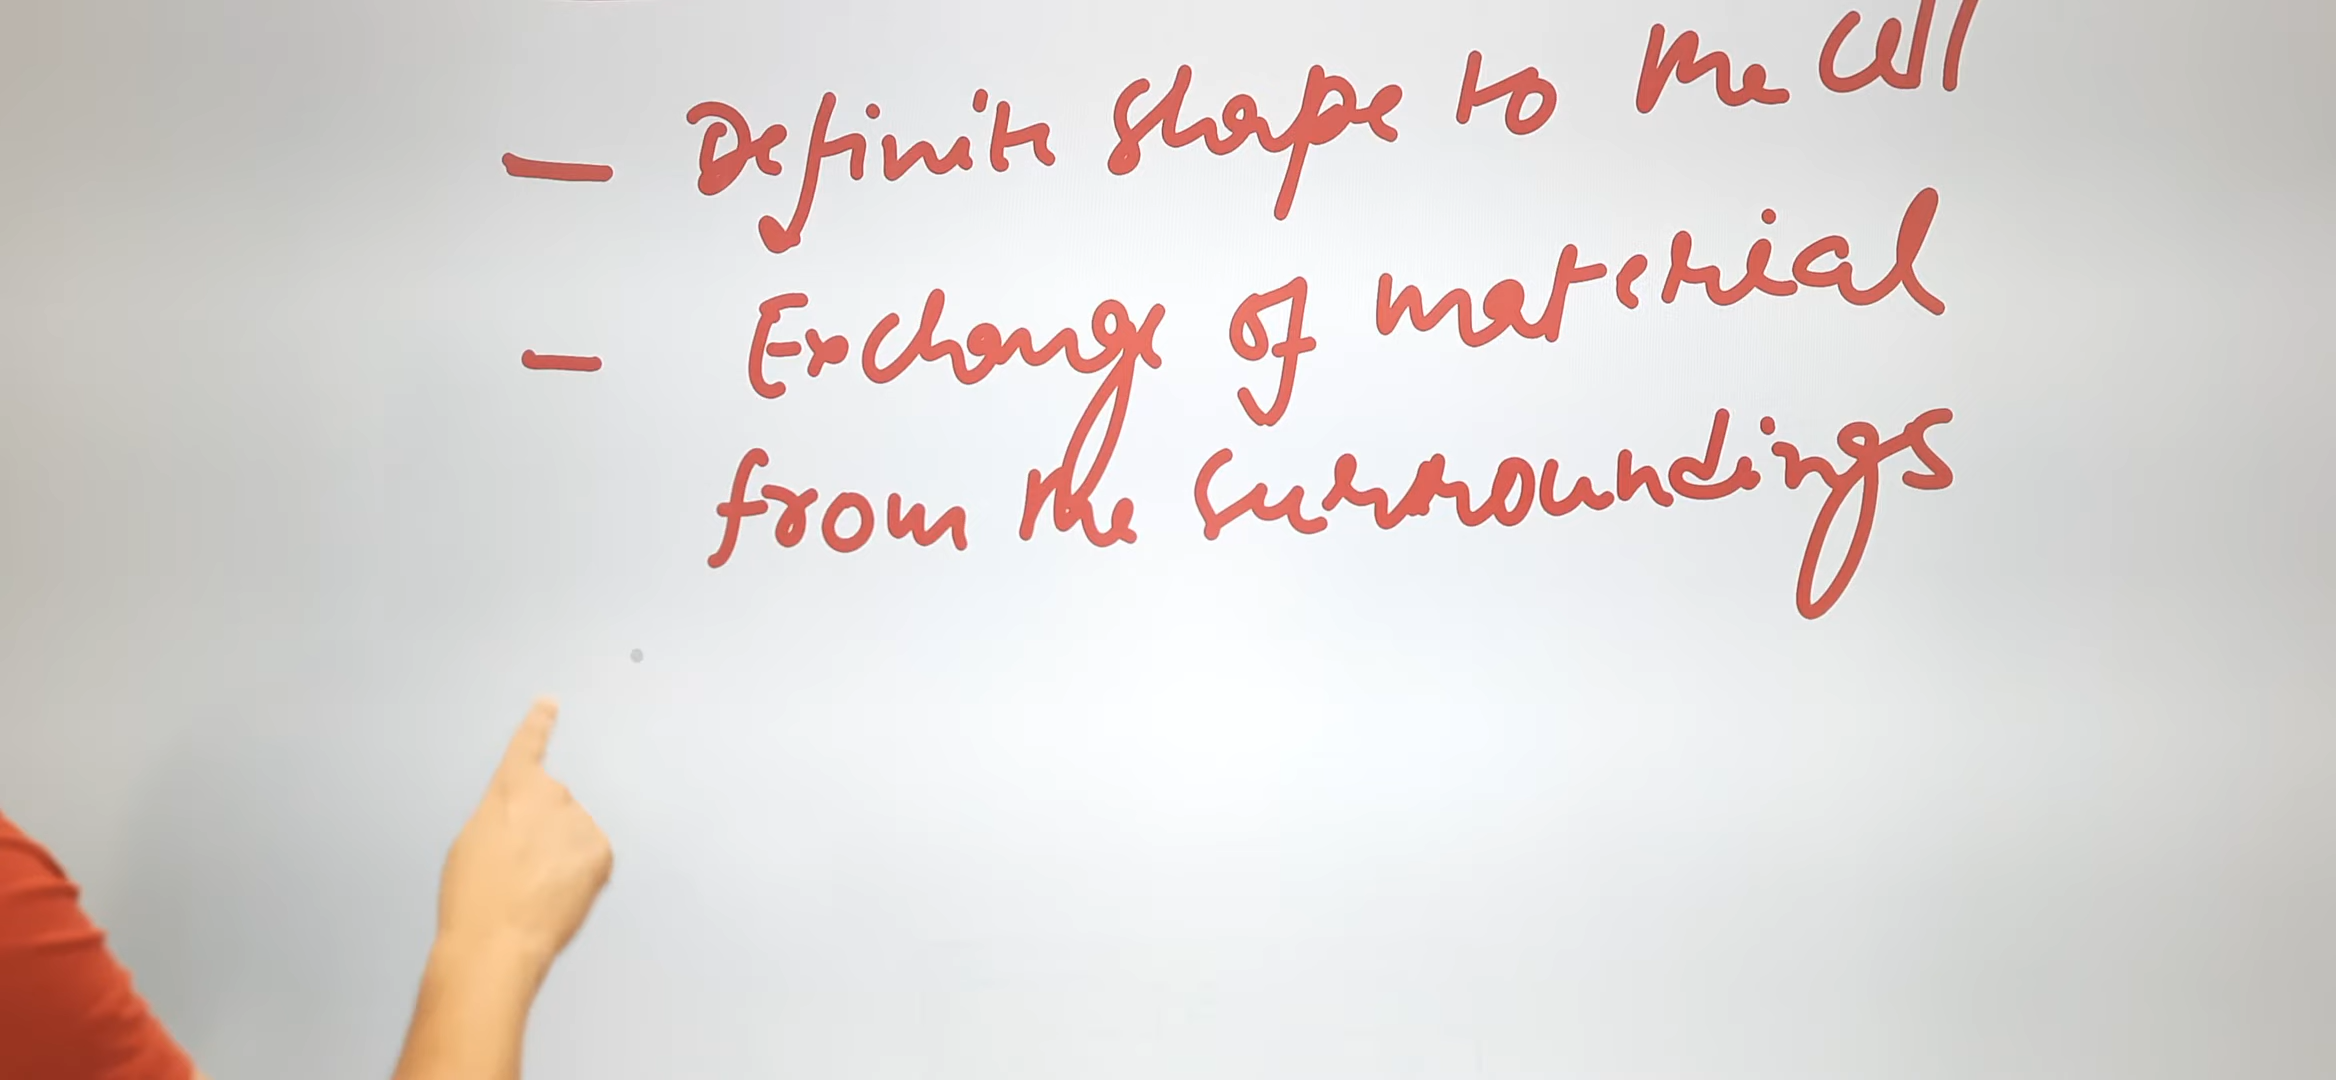 - Definite shape to the cell
- Exchange of material
from the surroundings